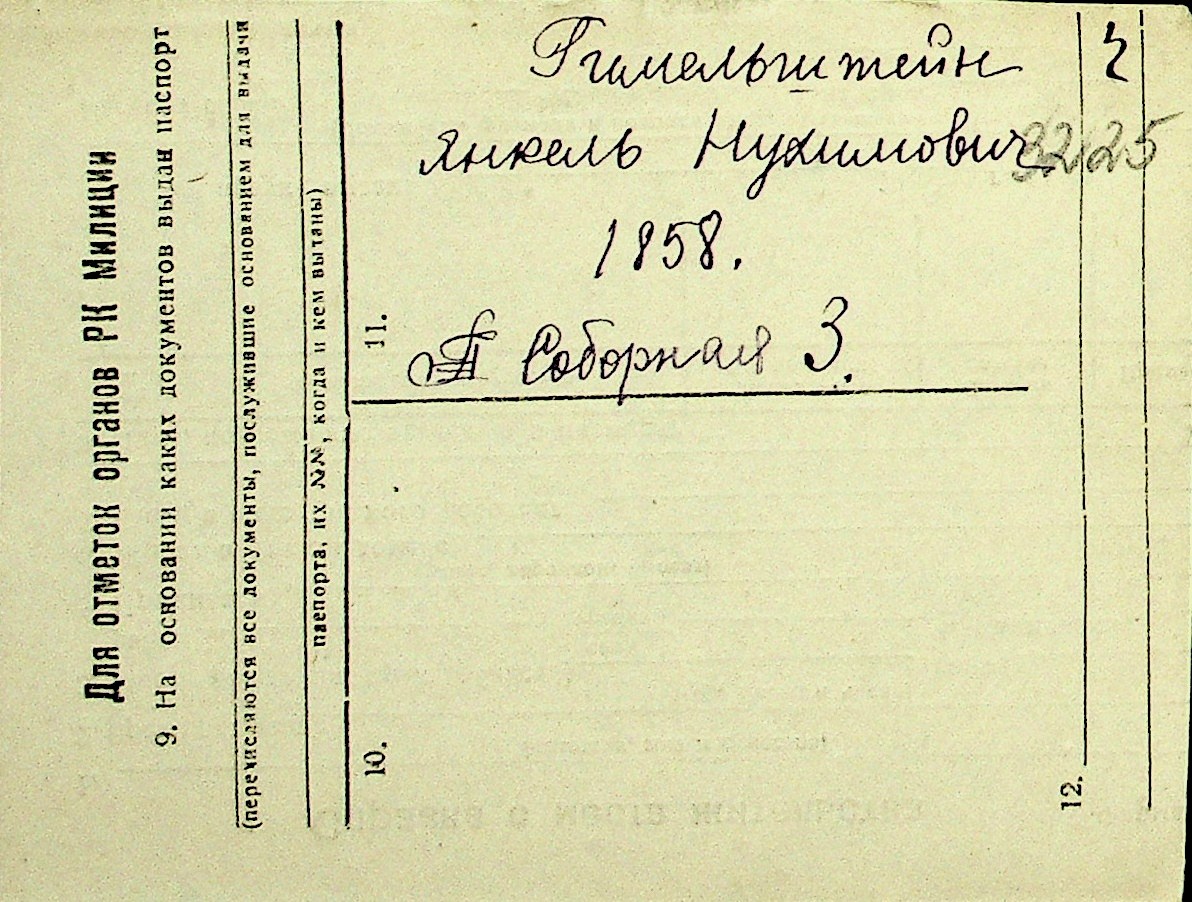 Гимельштейн
Янкель Нухимович
1858.
Соборная 3.
32125
Для отметок органов РК Милиции
9. На основании каких документов выдан паспорт
(перечисляются все документы, послужившие основанием для выдачи
паспорта, их №№, когда и кем выданы)
10.
11.
12.